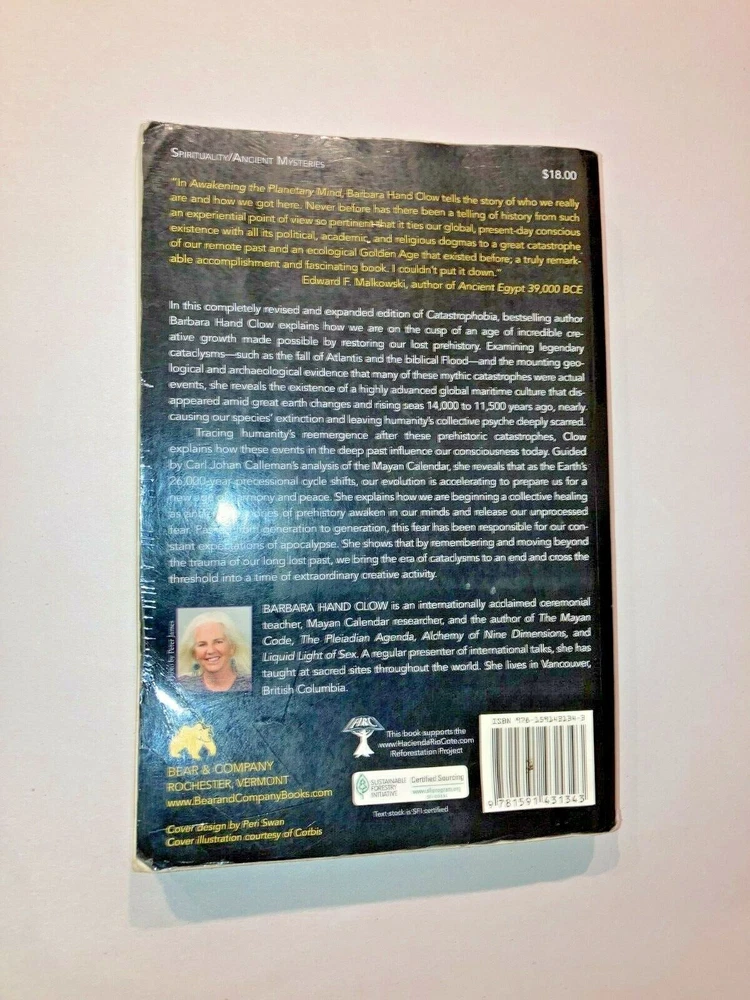 SPIRITUALITY/ANCIENT MYSTERIES
$18.00
"In Awakening the Planetary Mind, Barbara Hand Clow tells the story of who we really
are and how we got here. Never before has there been a telling of history from such
an experiential point of view so pertinent that it ties our global, present-day conscious
existence with all its political, academic, and religious dogmas to a great catastrophe
of our remote past and an ecological Golden Age that existed before; a truly remark-
able accomplishment and fascinating book. I couldn't put it down."
Edward F. Malkowski, author of Ancient Egypt 39,000 BCE
In this completely revised and expanded edition of Catastrophobia, bestselling author
Barbara Hand Clow explains how we are on the cusp of an age of incredible cre-
ative growth made possible by restoring our lost prehistory. Examining legendary
cataclysms—such as the fall of Atlantis and the biblical Flood—and the mounting geo-
logical and archaeological evidence that many of these mythic catastrophes were actual
events, she reveals the existence of a highly advanced global maritime culture that dis-
appeared amid great earth changes and rising seas 14,000 to 11,500 years ago, nearly
causing our species' extinction and leaving humanity's collective psyche deeply scarred.
Tracing humanity's reemergence after these prehistoric catastrophes, Clow
explains how these events in the deep past influence our consciousness today. Guided
by Carl Johan Calleman's analysis of the Mayan Calendar, she reveals that as the Earth's
26,000-year precessional cycle shifts, our evolution is accelerating to prepare us for a
new age of harmony and peace. She explains how we are beginning a collective healing
as of prehistory awaken in our minds and release our unprocessed
fear. generation to generation, this fear has been responsible for our con-
stant expectations of apocalypse. She shows that by remembering and moving beyond
the trauma of our long lost past, we bring the era of cataclysms to an end and cross the
threshold into a time of extraordinary creative activity.
Photo by Peter Jones
BARBARA HAND CLOW is an internationally acclaimed ceremonial
teacher, Mayan Calendar researcher, and the author of The Mayan
Code, The Pleiadian Agenda, Alchemy of Nine Dimensions, and
Liquid Light of Sex. A regular presenter of international talks, she has
taught at sacred sites throughout the world. She lives in Vancouver,
British Columbia.
BEAR & COMPANY
ROCHESTER, VERMONT
www.BearandCompanyBooks.com
Cover design by Peri Swan
Cover illustration courtesy of Corbis
This book supports the
www.HaciendaRioCote.com
Reforestation Project
SUSTAINABLE
FORESTRY
INITIATIVE
Certified Sourcing
Text stock is SFI certified
ISBN 978-159143134-3
9 781591 431343